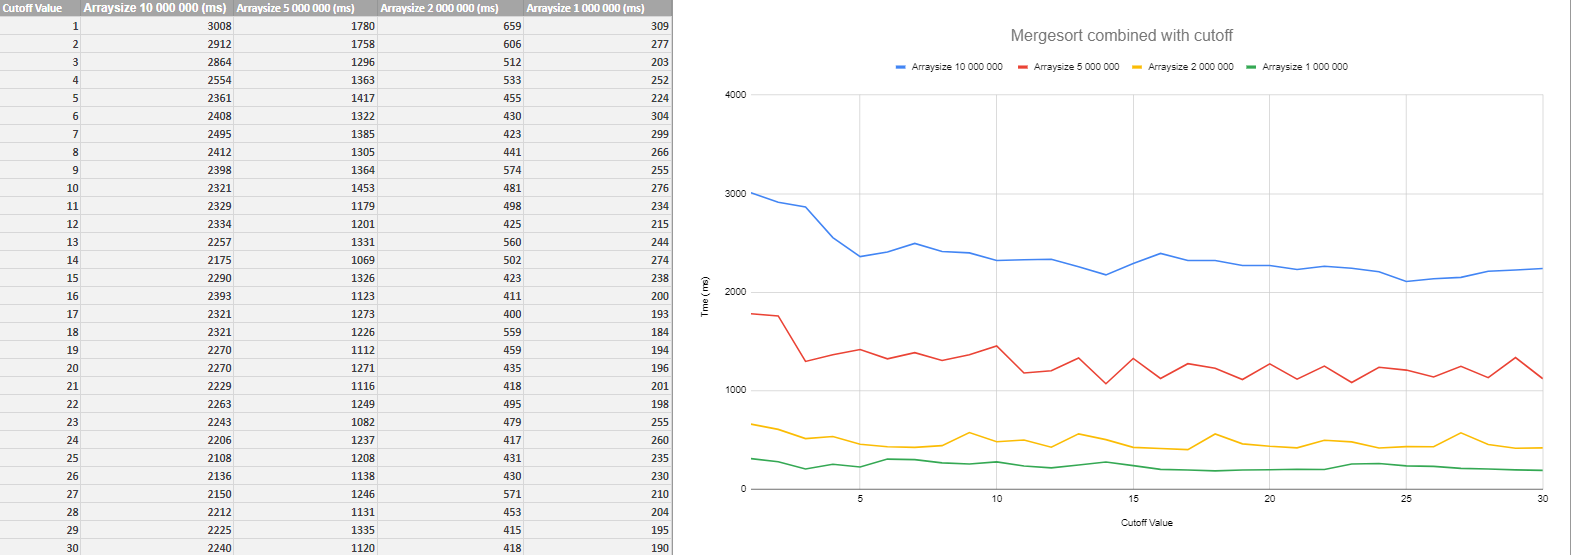 Cutoff Value Arraysize 10 000 000 (ms) Arraysize 5 000 000 (ms) Arraysize 2 000 000 (ms) Arraysize 1 000 000 (ms)
1 3008 1780 659 309
2 2912 1758 606 277
3 2864 1296 512 203
4 2554 1363 533 252
5 2361 1417 455 224
6 2408 1322 430 304
7 2495 1385 423 299
8 2412 1305 441 266
9 2398 1364 574 255
10 2321 1453 481 276
11 2329 1179 498 234
12 2334 1201 425 215
13 2257 1331 560 244
14 2175 1069 502 274
15 2290 1326 423 238
16 2393 1123 411 200
17 2321 1273 400 193
18 2321 1226 559 184
19 2270 1112 459 194
20 2270 1271 435 196
21 2229 1116 418 201
22 2263 1249 495 198
23 2243 1082 479 255
24 2206 1237 417 260
25 2108 1208 431 235
26 2136 1138 430 230
27 2150 1246 571 210
28 2212 1131 453 204
29 2225 1335 415 195
30 2240 1120 418 190
Mergesort combined with cutoff
Arraysize 10 000 000 Arraysize 5 000 000 Arraysize 2 000 000 Arraysize 1 000 000
4000
3000
2000
1000
0
Tme (ms)
5 10 15 20 25 30
Cutoff Value